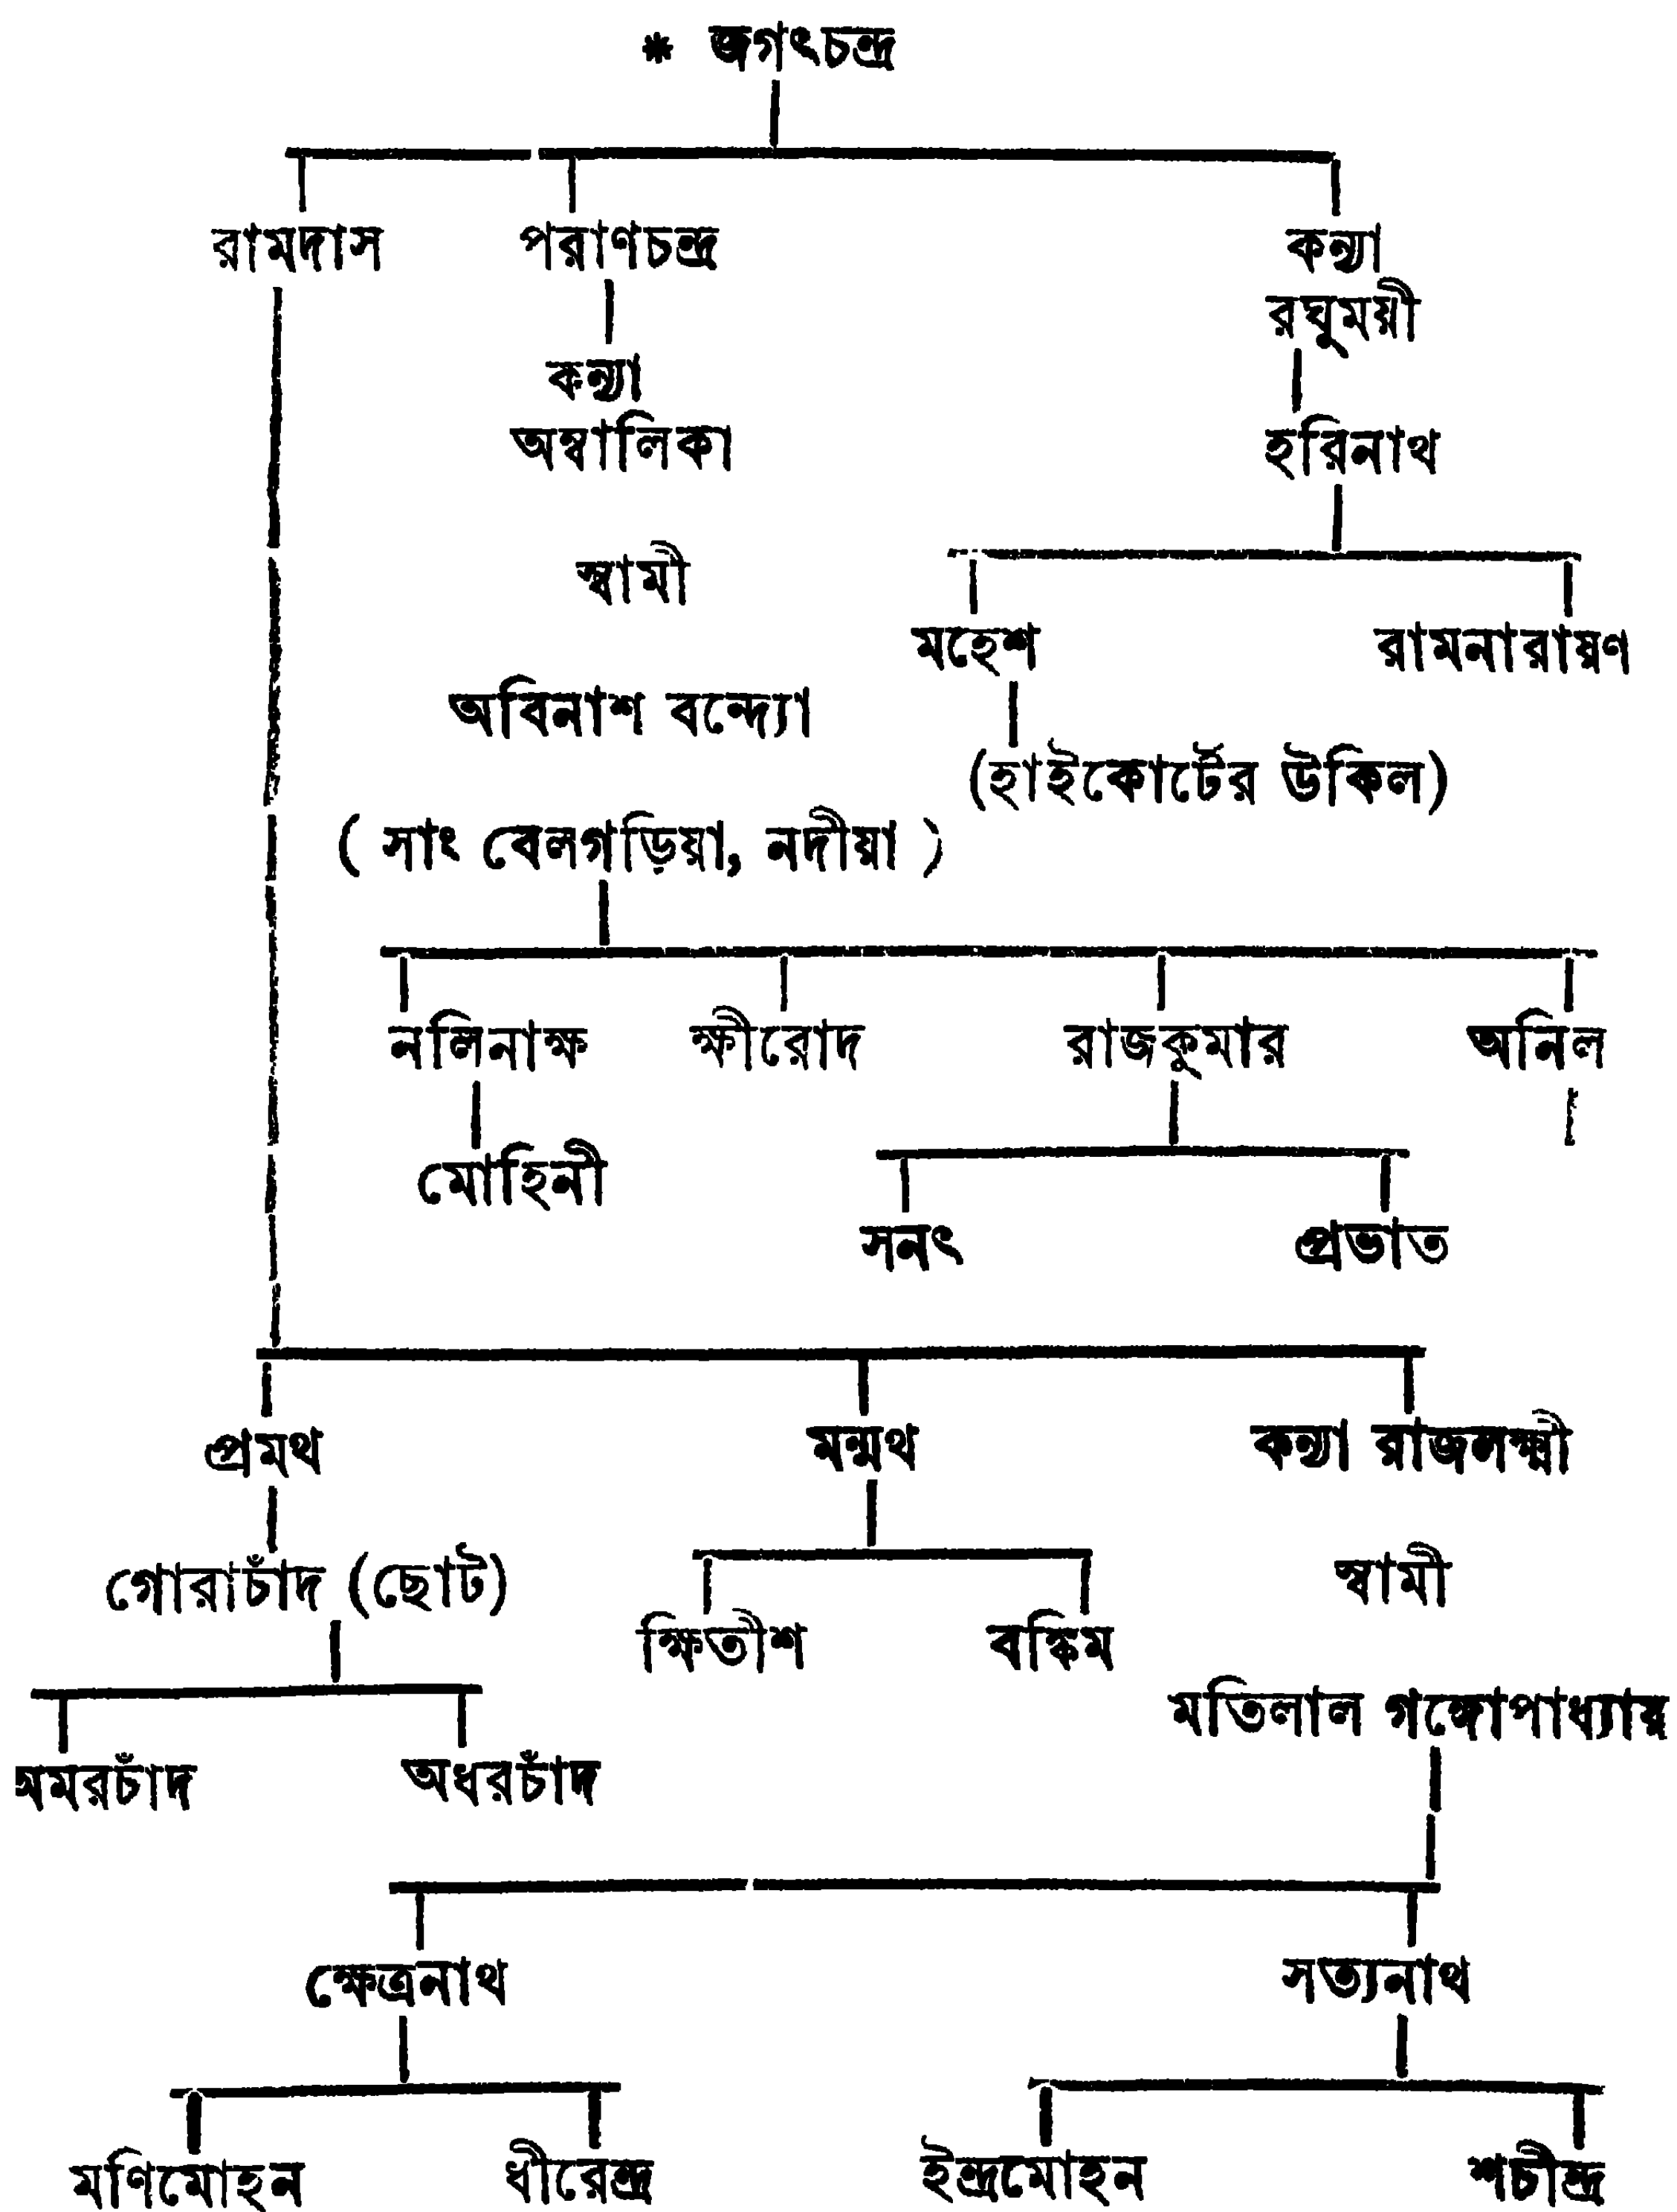 * জগৎচন্দ্র
রামদাস পরাণচন্দ্র কন্যা
রঘুময়ী
কন্যা
অম্বালিকা হরিনাথ
স্বামী
মহেশ রামনারায়ণ
অবিনাশ বন্দ্যো
(হাইকোর্টের উকিল)
( সাং বেলগড়িয়া, নদীয়া )
নলিনাক্ষ ক্ষীরোদ রাজকুমার অনিল
মোহিনী
সনৎ প্রভাত
প্রমথ মন্মথ কন্যা রাজলক্ষ্মী
গোরাচাঁদ (ছোট) স্বামী
ক্ষিতীশ বঙ্কিম
মতিলাল গঙ্গোপাধ্যায়
অমরচাঁদ অধরচাঁদ
ক্ষেত্রনাথ সত্যনাথ
মণিমোহন ধীরেন্দ্র ইন্দ্রমোহন শচীন্দ্র